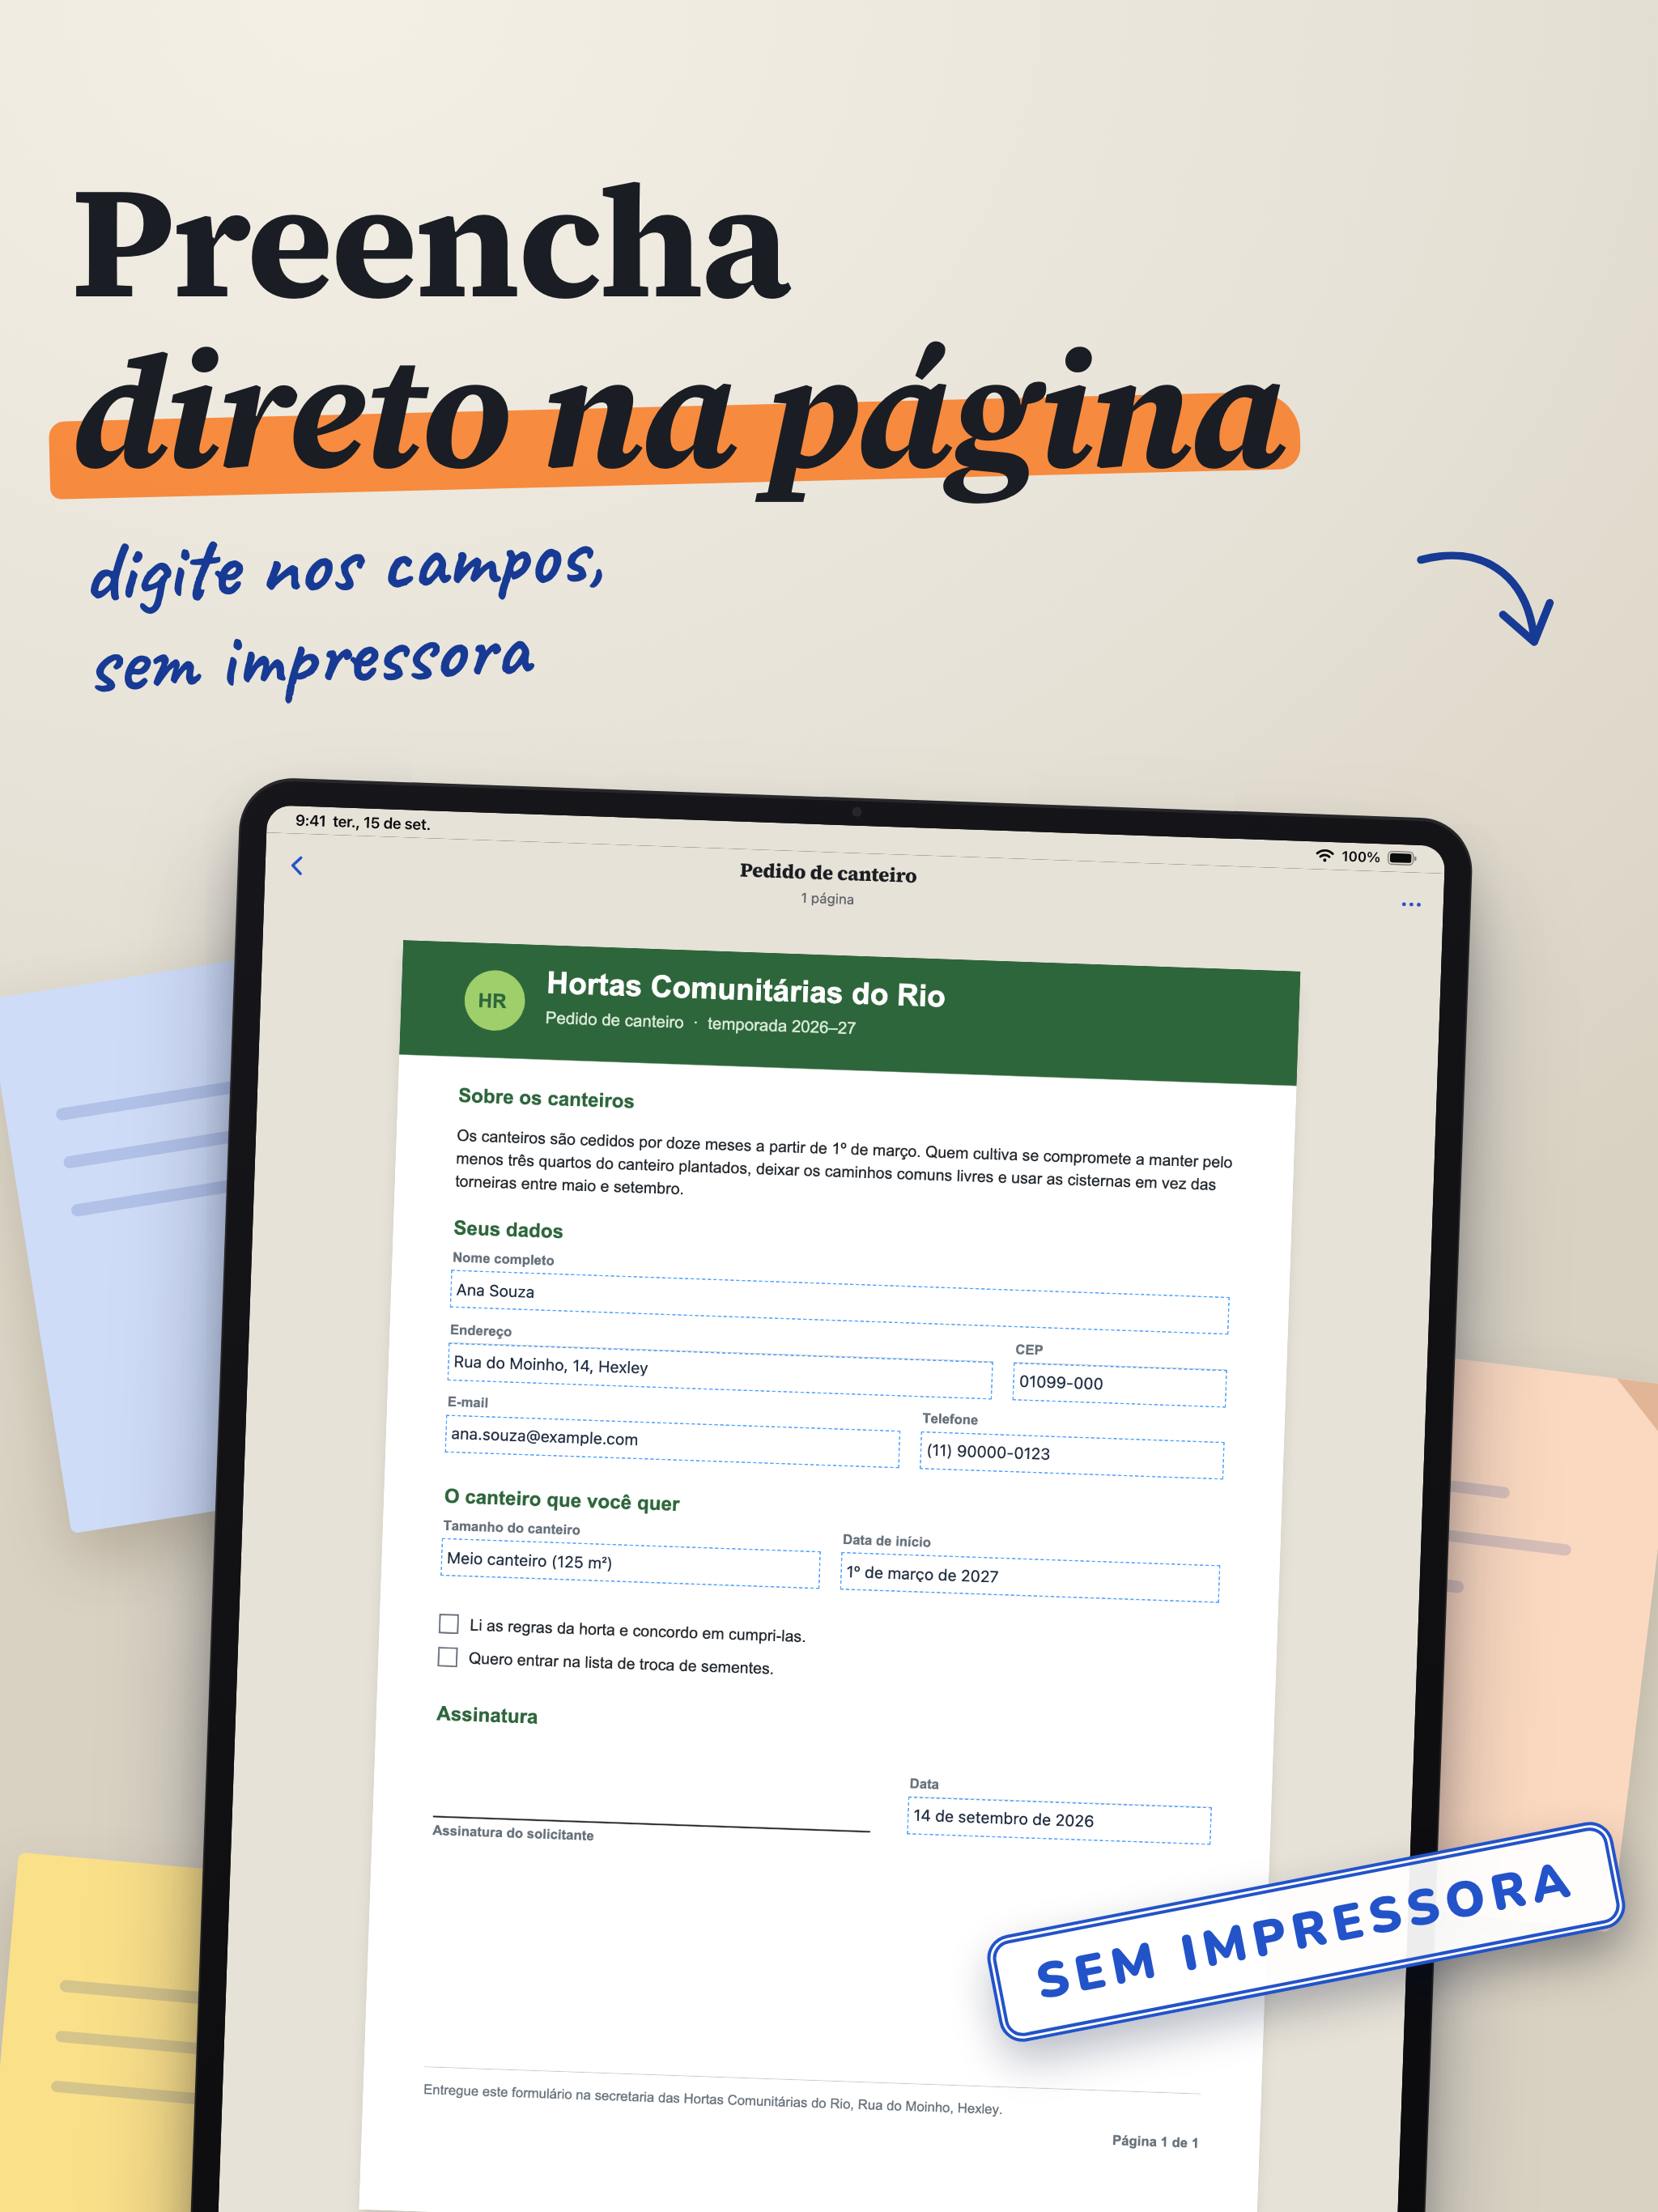 Preencha
direto na página
digite nos campos,
sem impressora
9:41 ter., 15 de set.
100%
Pedido de canteiro
1 página
HR
Hortas Comunitárias do Rio
Pedido de canteiro · temporada 2026–27
Sobre os canteiros
Os canteiros são cedidos por doze meses a partir de 1º de março. Quem cultiva se compromete a manter pelo
menos três quartos do canteiro plantados, deixar os caminhos comuns livres e usar as cisternas em vez das
torneiras entre maio e setembro.
Seus dados
Nome completo
Ana Souza
Endereço
CEP
Rua do Moinho, 14, Hexley
01099-000
E-mail
Telefone
ana.souza@example.com
(11) 90000-0123
O canteiro que você quer
Tamanho do canteiro
Data de início
Meio canteiro (125 m²)
1º de março de 2027
Li as regras da horta e concordo em cumpri-las.
Quero entrar na lista de troca de sementes.
Assinatura
Data
14 de setembro de 2026
Assinatura do solicitante
SEM IMPRESSORA
Entregue este formulário na secretaria das Hortas Comunitárias do Rio, Rua do Moinho, Hexley.
Página 1 de 1